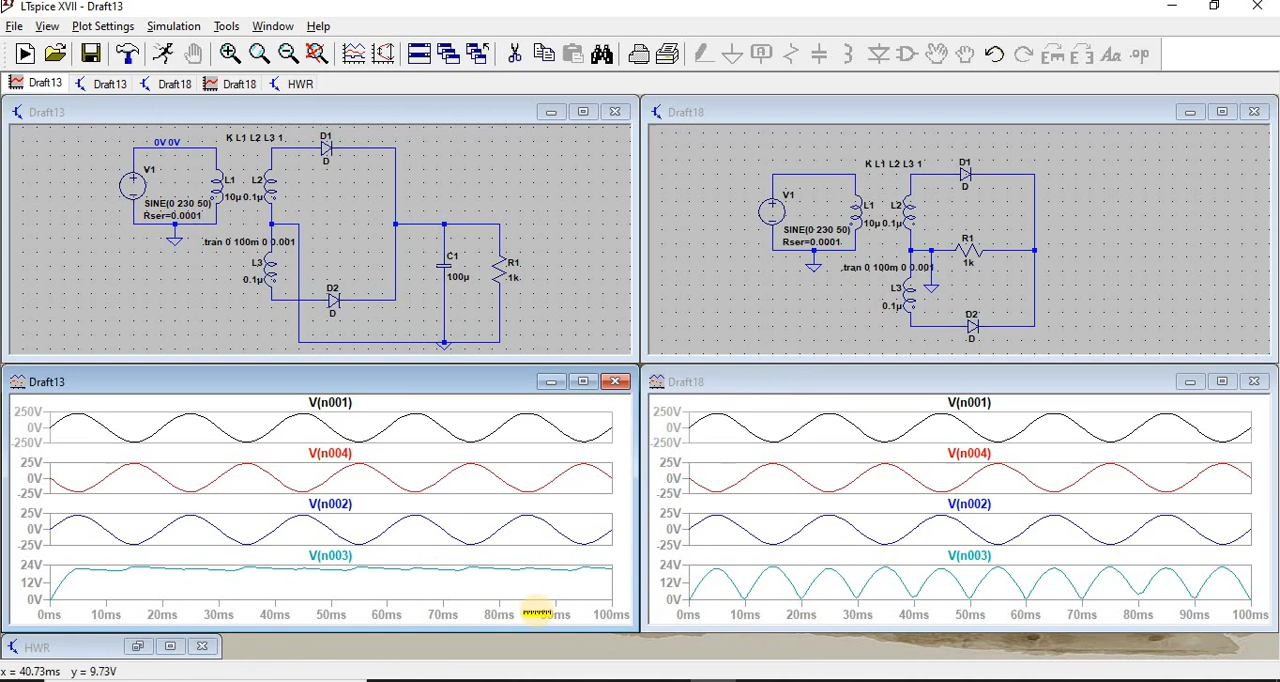 LTspice XVII - Draft13
File View Plot Settings Simulation Tools Window Help
Draft13 Draft13 Draft18 Draft18 HWR
Draft13
0V 0V
K L1 L2 L3 1
D1
D
V1
L1
L2
10µ
0.1µ
SINE(0 230 50)
Rser=0.0001
.tran 0 100m 0 0.001
L3
0.1µ
C1
100µ
R1
1k
D2
D
Draft18
K L1 L2 L3 1
D1
D
V1
L1
L2
10µ
0.1µ
SINE(0 230 50)
Rser=0.0001
R1
1k
.tran 0 100m 0 0.001
L3
0.1µ
D2
D
Draft13
V(n001)
250V
0V
-250V
V(n004)
25V
0V
-25V
V(n002)
25V
0V
-25V
V(n003)
24V
12V
0V
0ms 10ms 20ms 30ms 40ms 50ms 60ms 70ms 80ms 90ms 100ms
Draft18
V(n001)
250V
0V
-250V
V(n004)
25V
0V
-25V
V(n002)
25V
0V
-25V
V(n003)
24V
12V
0V
0ms 10ms 20ms 30ms 40ms 50ms 60ms 70ms 80ms 90ms 100ms
HWR
x = 40.73ms y = 9.73V